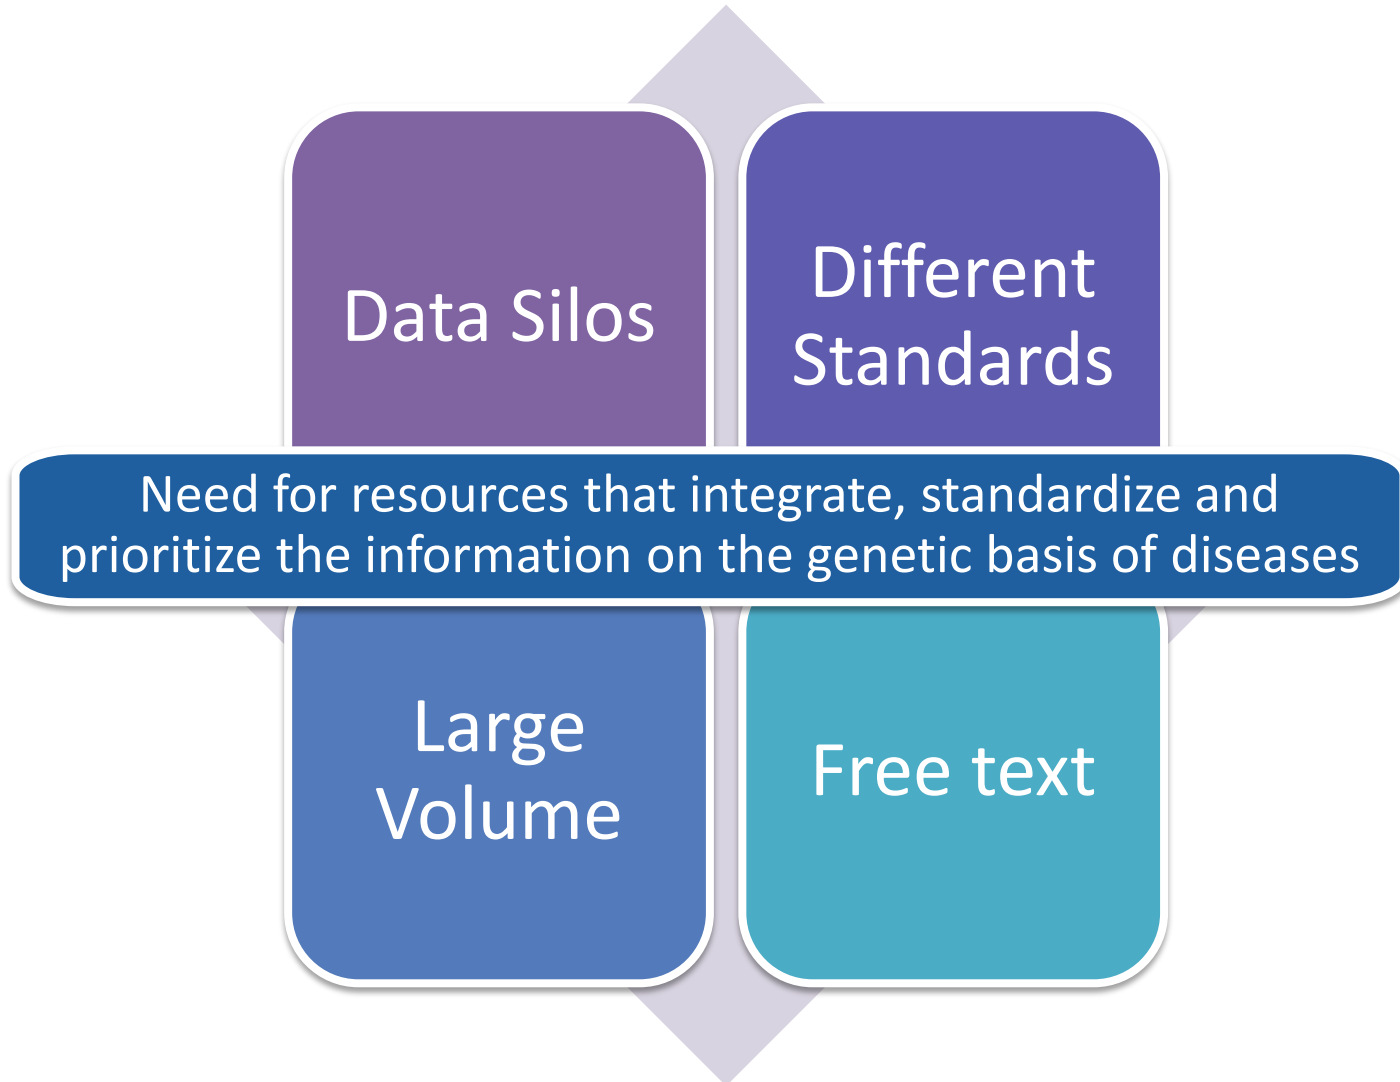 Data Silos
Different
Standards
Need for resources that integrate, standardize and
prioritize the information on the genetic basis of diseases
Large
Volume
Free text